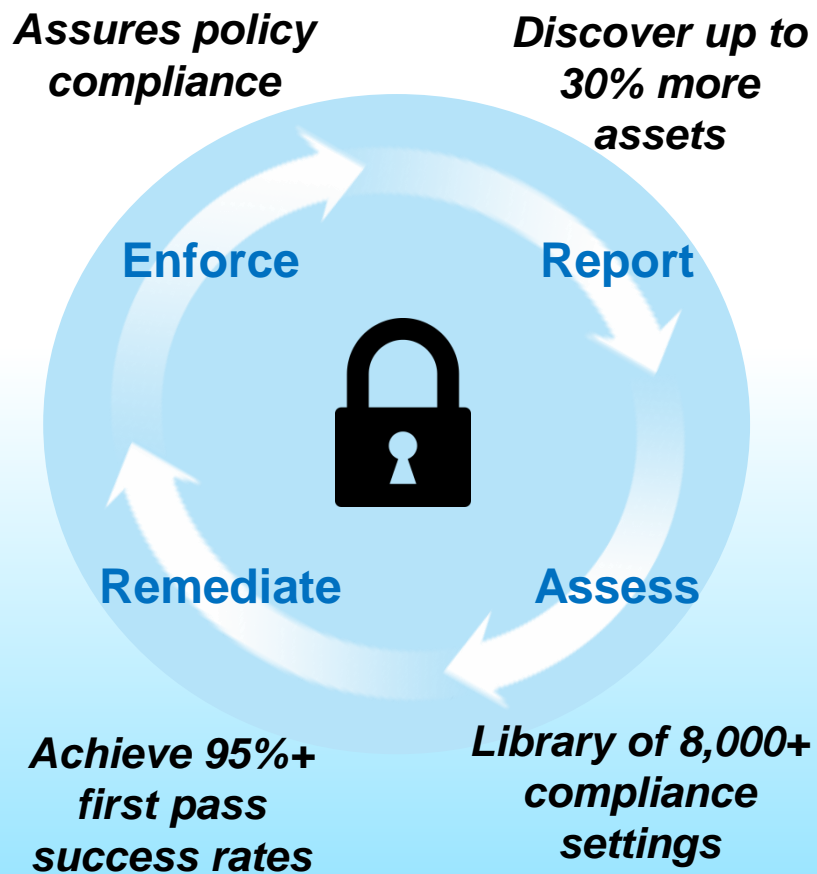 Assures policy
compliance
Discover up to
30% more
assets
Enforce
Report
Remediate
Assess
Achieve 95%+
first pass
success rates
Library of 8,000+
compliance
settings